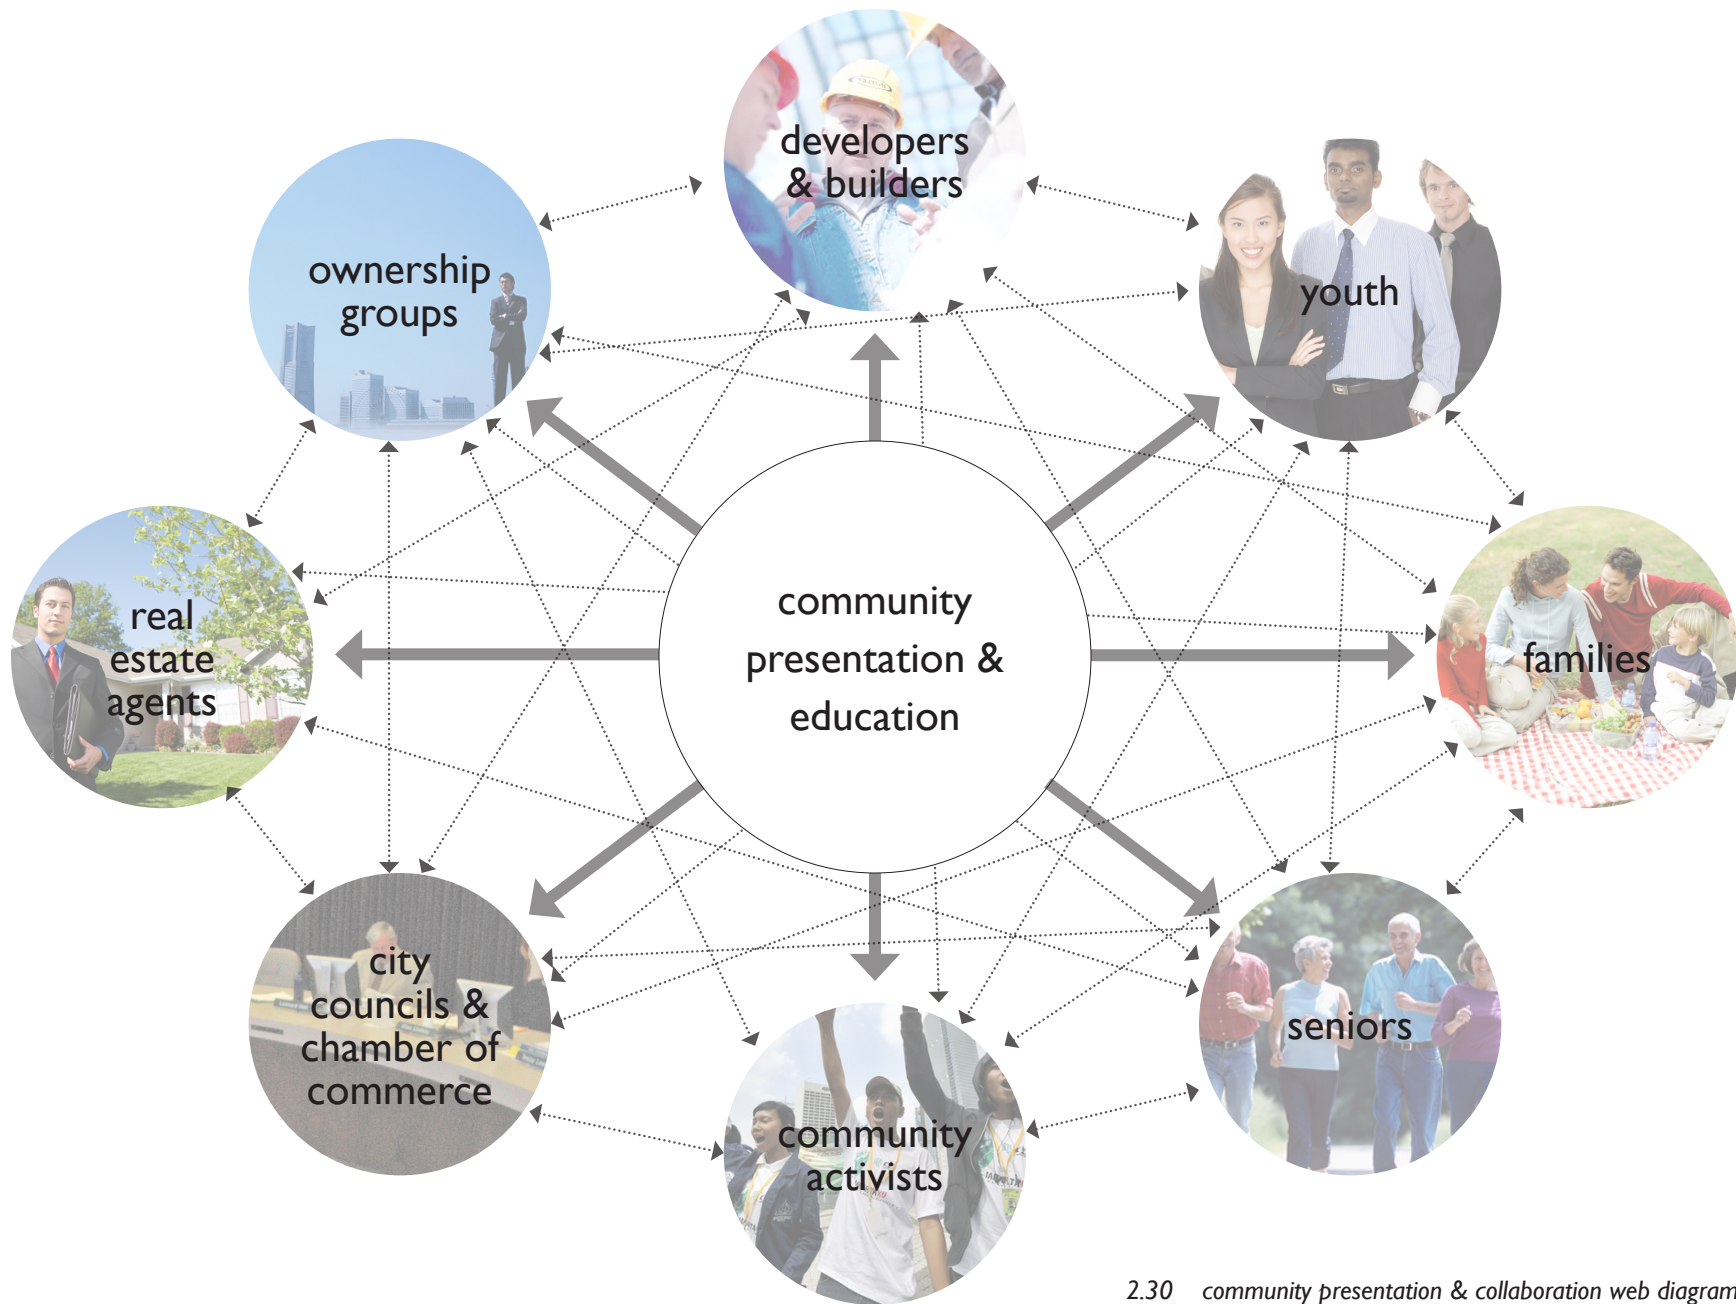 developers
& builders
ownership
groups
youth
real
estate
agents
community
presentation &
education
families
city
councils &
chamber of
commerce
seniors
community
activists
2.30 community presentation & collaboration web diagram